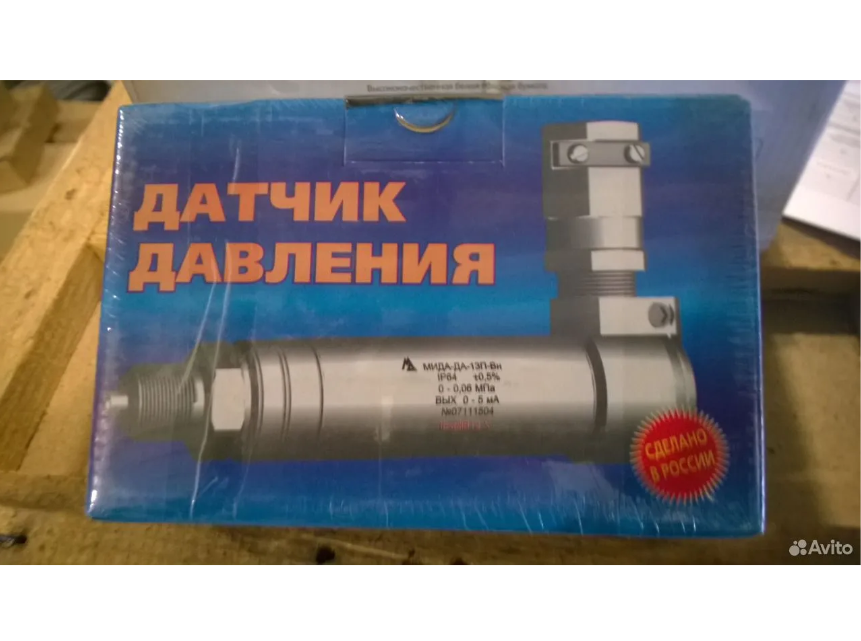 ДАТЧИК
ДАВЛЕНИЯ
МИДА-ДА-13П-Вн
IP64 ±0,5%
0 - 0,06 МПа
ВЫХ 0 - 5 мА
№07111504
СДЕЛАНО
В РОССИИ
Avito